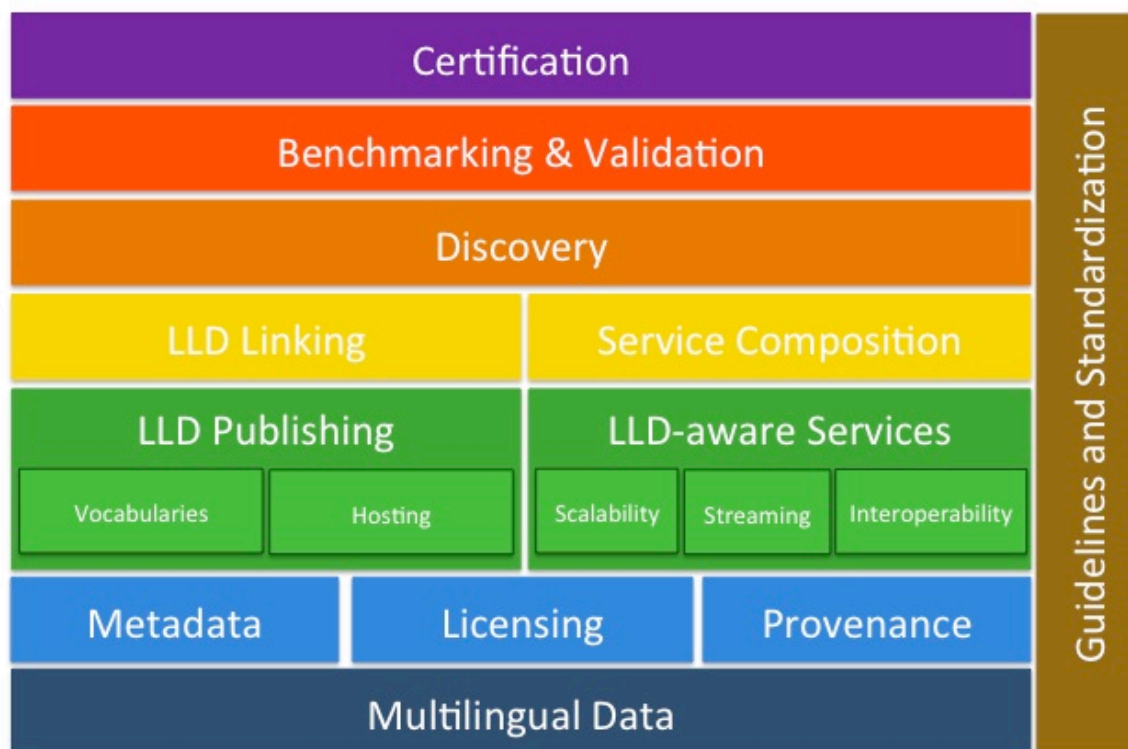 Certification
Benchmarking & Validation
Discovery
LLD Linking
Service Composition
LLD Publishing
Vocabularies
Hosting
LLD-aware Services
Scalability
Streaming
Interoperability
Metadata
Licensing
Provenance
Multilingual Data
Guidelines and Standardization